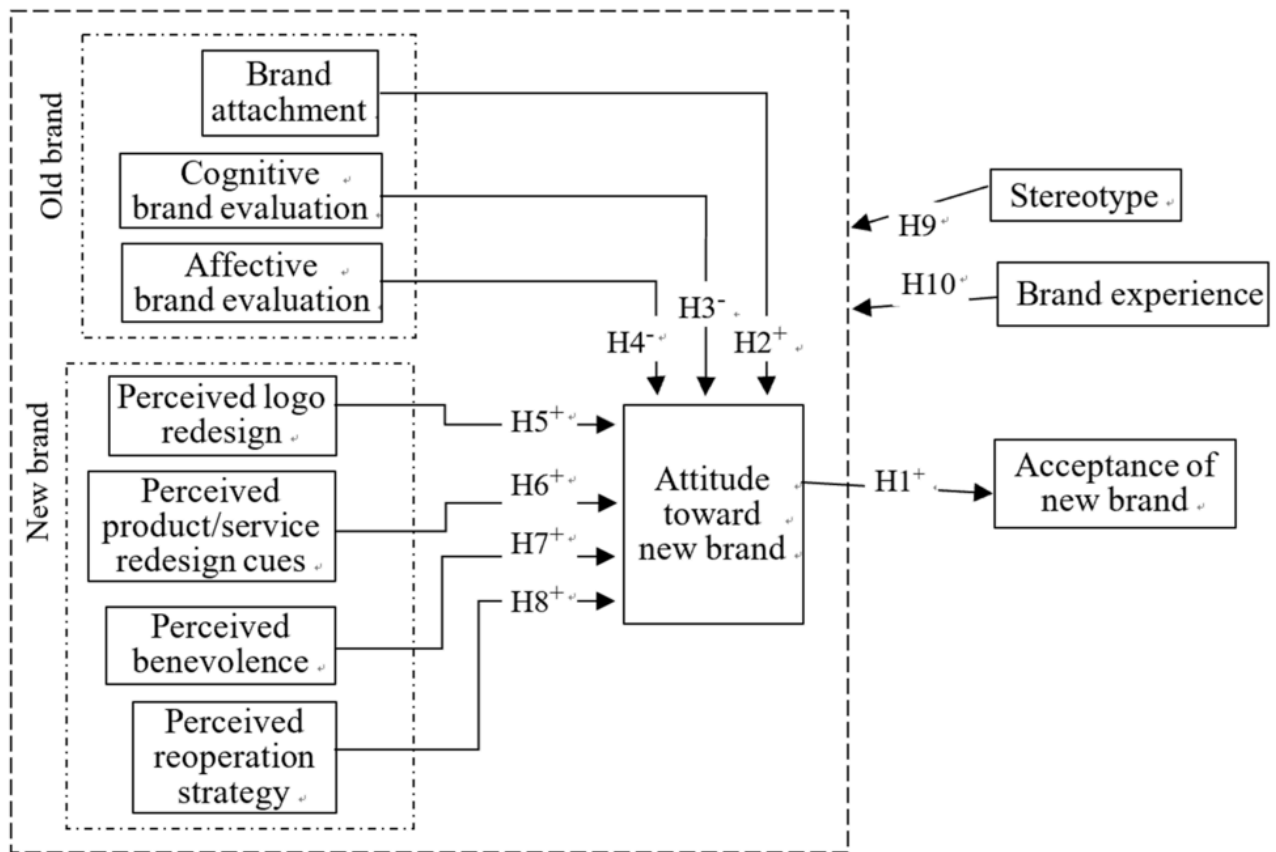 Old brand
Brand
attachment
Cognitive
brand evaluation
Affective
brand evaluation
H4-
H3-
H2+
New brand
Perceived logo
redesign
Perceived
product/service
redesign cues
Perceived
benevolence
Perceived
reoperation
strategy
H5+
H6+
H7+
H8+
Attitude
toward
new brand
H1+
Stereotype
H9
H10
Brand experience
Acceptance of
new brand